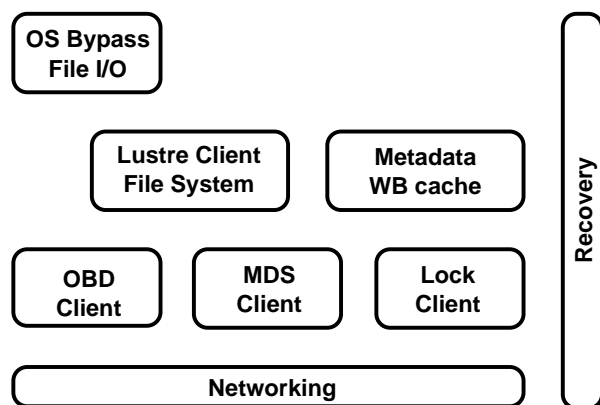 OS Bypass
File I/O
Lustre Client
File System
Metadata
WB cache
Recovery
OBD
Client
MDS
Client
Lock
Client
Networking